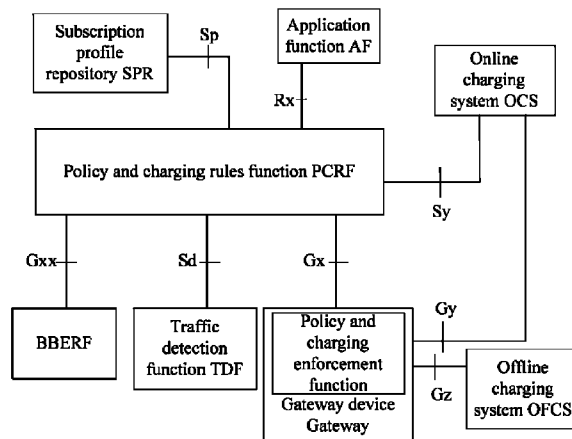 Subscription
profile
repository SPR
Sp
Application
function AF
Rx
Online
charging
system OCS
Policy and charging rules function PCRF
Sy
Gxx
Sd
Gx
BBERF
Traffic
detection
function TDF
Policy and
charging
enforcement
function
Gateway device
Gateway
Gy
Gz
Offline
charging
system OFCS